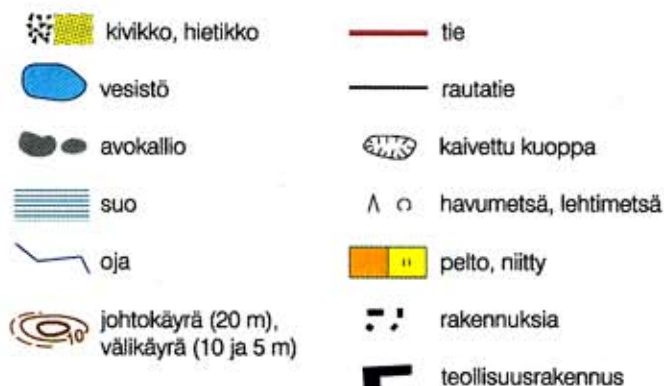 kivikko, hietikko
vesistö
avokallio
suo
oja
10
johtokäyrä (20 m),
välikäyrä (10 ja 5 m)
tie
rautatie
kaivettu kuoppa
havumetsä, lehtimetsä
pelto, niitty
rakennuksia
teollisuusrakennus